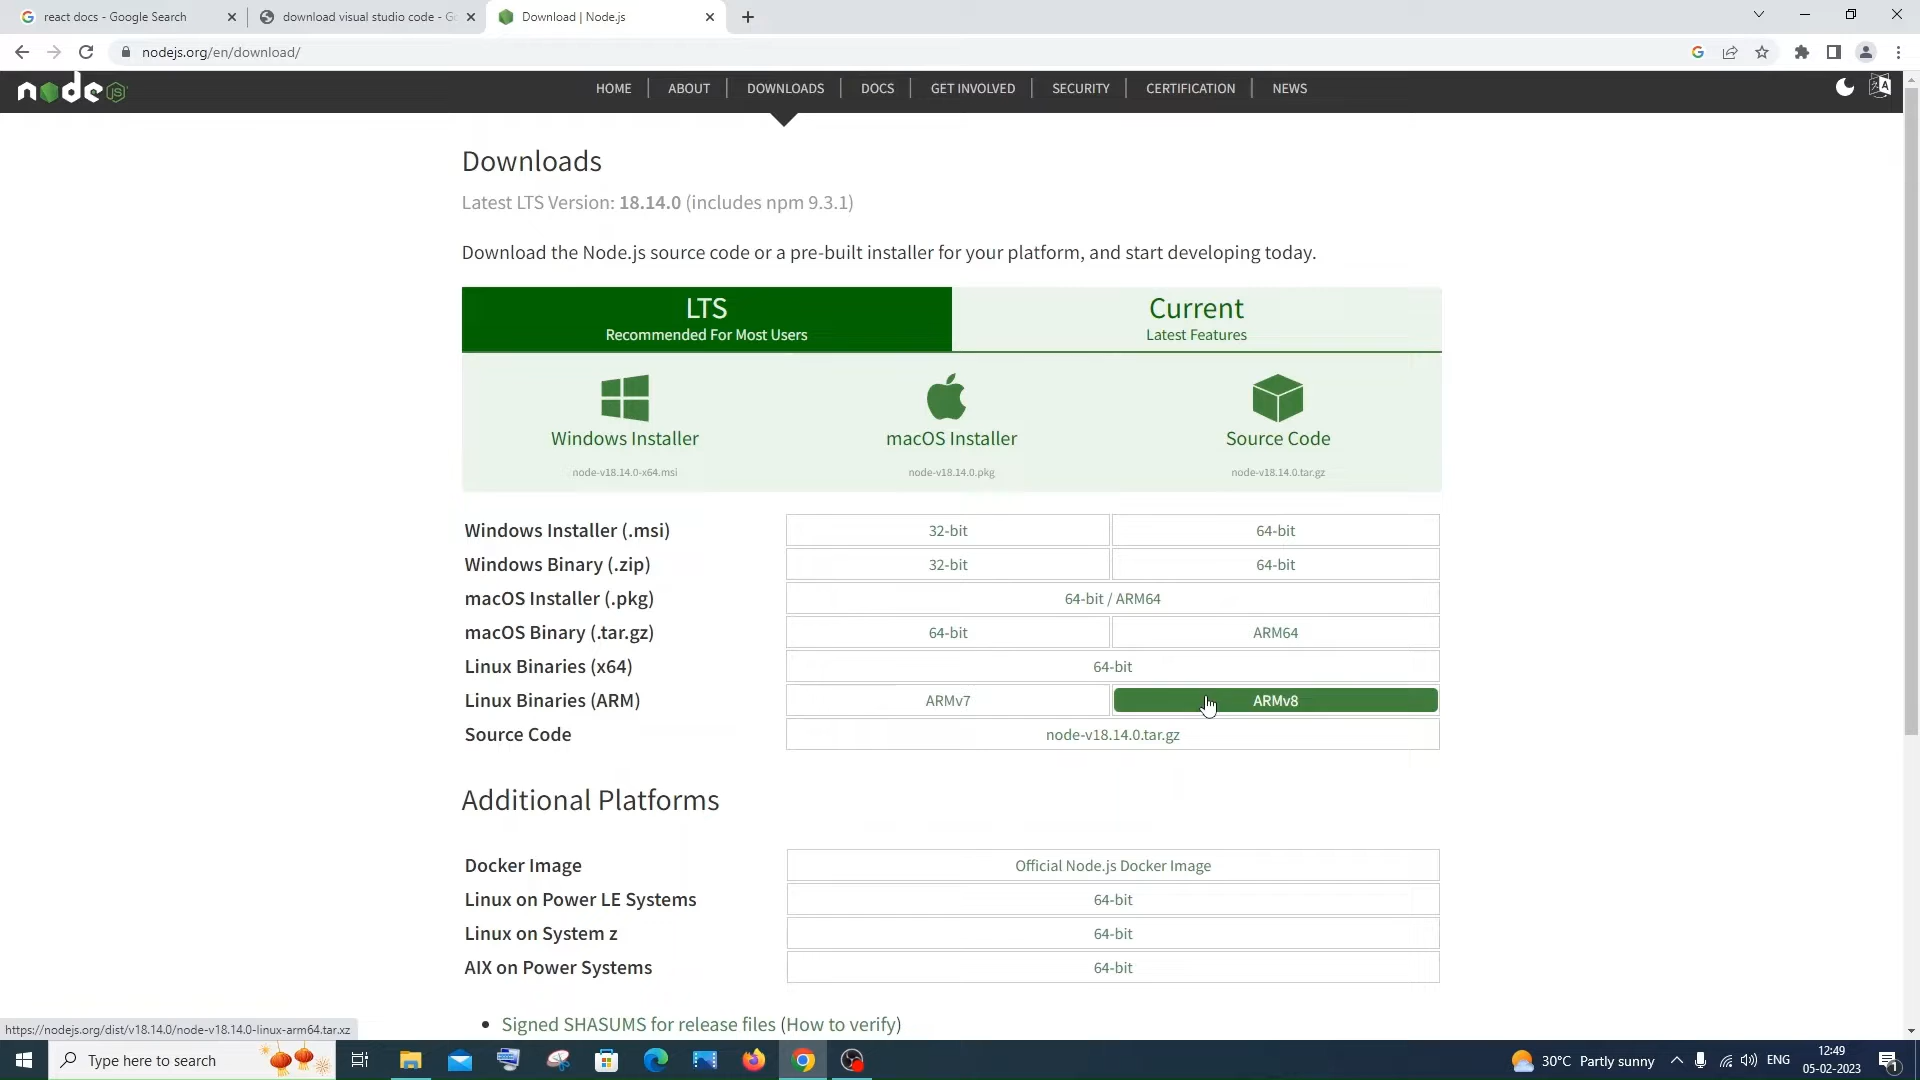 react docs - Google Search
download visual studio code - Go
Download | Node.js
nodejs.org/en/download/
node JS
HOME
ABOUT
DOWNLOADS
DOCS
GET INVOLVED
SECURITY
CERTIFICATION
NEWS
Downloads
Latest LTS Version: 18.14.0 (includes npm 9.3.1)
Download the Node.js source code or a pre-built installer for your platform, and start developing today.
LTS
Recommended For Most Users
Current
Latest Features
Windows Installer
node-v18.14.0-x64.msi
macOS Installer
node-v18.14.0.pkg
Source Code
node-v18.14.0.tar.gz
Windows Installer (.msi) 32-bit 64-bit
Windows Binary (.zip) 32-bit 64-bit
macOS Installer (.pkg) 64-bit / ARM64
macOS Binary (.tar.gz) 64-bit ARM64
Linux Binaries (x64) 64-bit
Linux Binaries (ARM) ARMv7 ARMv8
Source Code node-v18.14.0.tar.gz
Additional Platforms
Docker Image Official Node.js Docker Image
Linux on Power LE Systems 64-bit
Linux on System z 64-bit
AIX on Power Systems 64-bit
Signed SHASUMS for release files (How to verify)
https://nodejs.org/dist/v18.14.0/node-v18.14.0-linux-arm64.tar.xz
Type here to search
30°C Partly sunny
ENG
12:49
05-02-2023
1